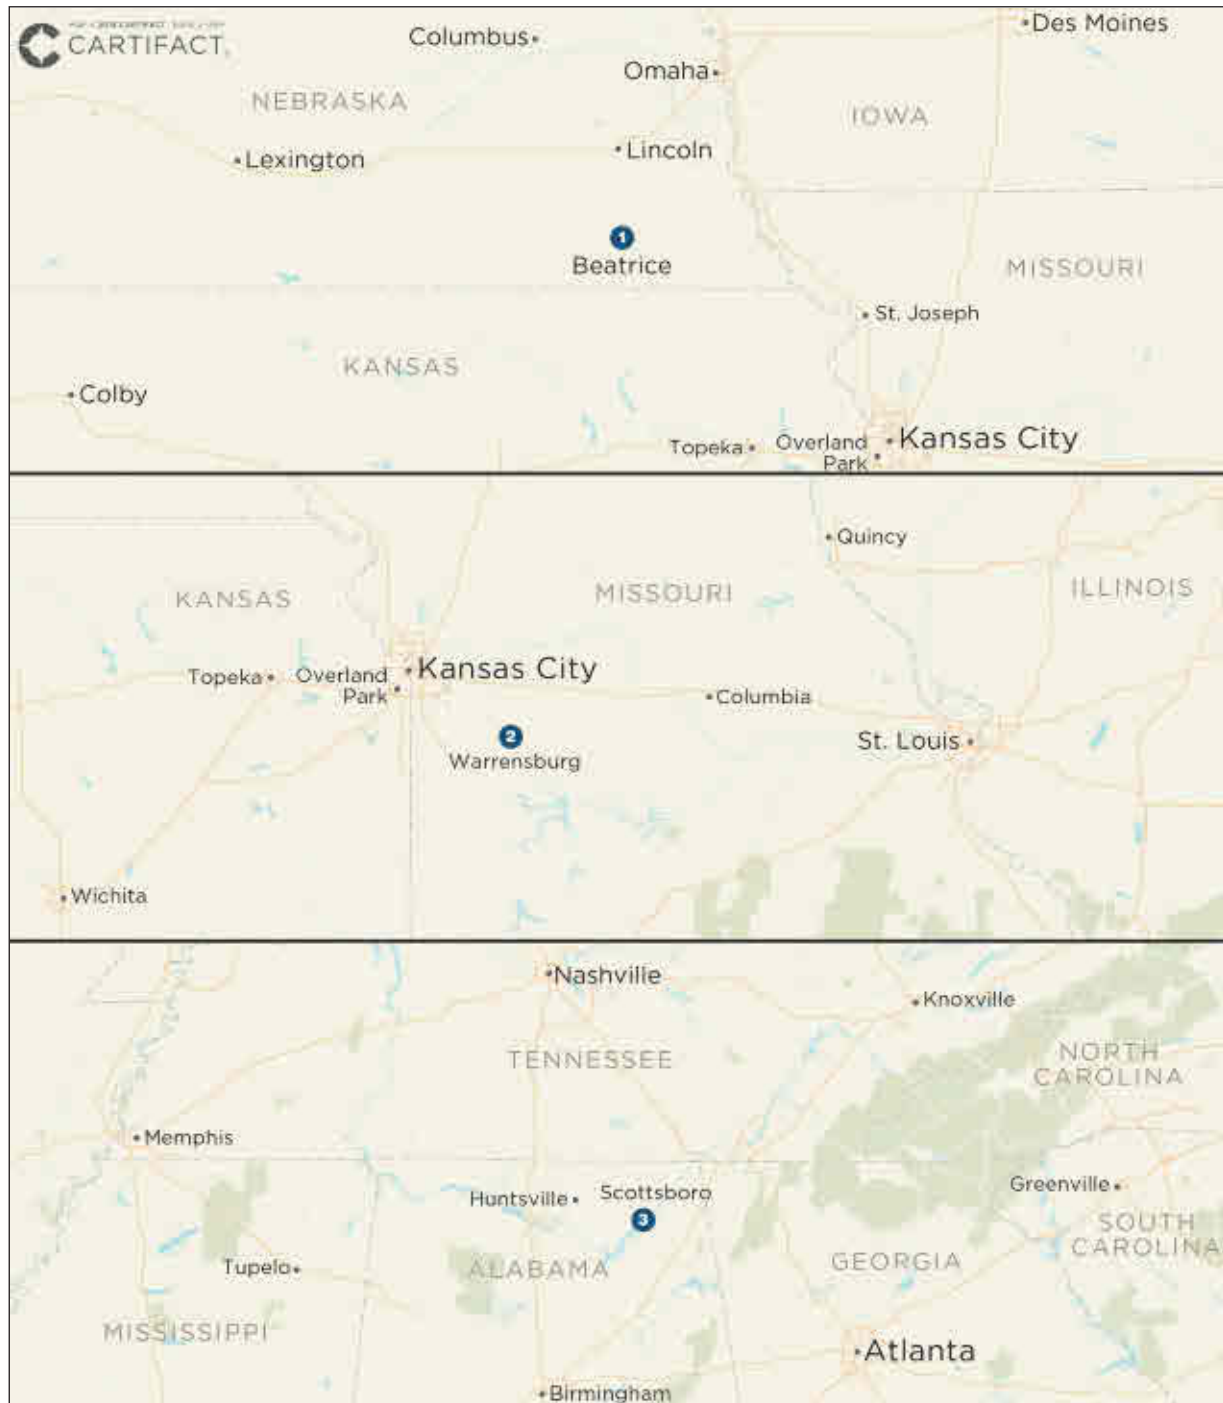 CARTIFACT
Columbus
Des Moines
Omaha
NEBRASKA
IOWA
Lincoln
Lexington
1
Beatrice
MISSOURI
St. Joseph
KANSAS
Colby
Kansas City
Topeka
Overland
Park
Quincy
KANSAS
MISSOURI
ILLINOIS
Kansas City
Topeka
Overland
Park
Columbia
2
Warrensburg
St. Louis
Wichita
Nashville
Knoxville
TENNESSEE
NORTH
CAROLINA
Memphis
Huntsville
Scottsboro
3
Greenville
SOUTH
CAROLINA
Tupelo
ALABAMA
GEORGIA
MISSISSIPPI
Atlanta
Birmingham